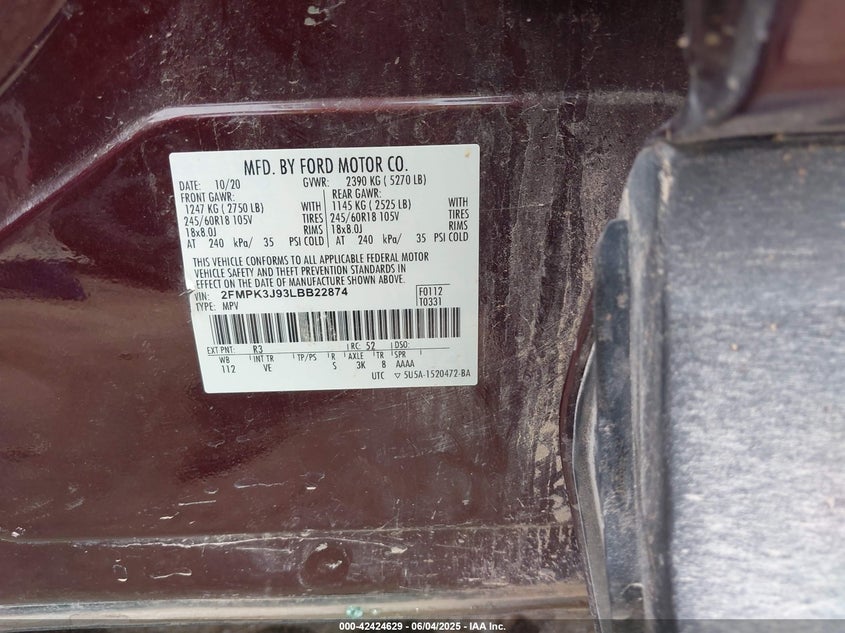 MFD. BY FORD MOTOR CO.
DATE: 10/20 GVWR: 2390 KG ( 5270 LB)
FRONT GAWR: REAR GAWR:
1247 KG ( 2750 LB) WITH 1145 KG ( 2525 LB) WITH
245/60R18 105V TIRES 245/60R18 105V TIRES
18x8.0J RIMS 18x8.0J RIMS
AT 240 kPa/ 35 PSI COLD AT 240 kPa/ 35 PSI COLD
THIS VEHICLE CONFORMS TO ALL APPLICABLE FEDERAL MOTOR
VEHICLE SAFETY AND THEFT PREVENTION STANDARDS IN
EFFECT ON THE DATE OF MANUFACTURE SHOWN ABOVE.
VIN: 2FMPK3J93LBB22874 F0112
TYPE: MPV T0331
EXT PNT: R3 RC: 52 DSO:
WB INT TR TP/PS R AXLE TR SPR
112 VE S 3K 8 AAAA
UTC ▽ 5U5A-1520472-BA
000-42424629 - 06/04/2025 - IAA Inc.